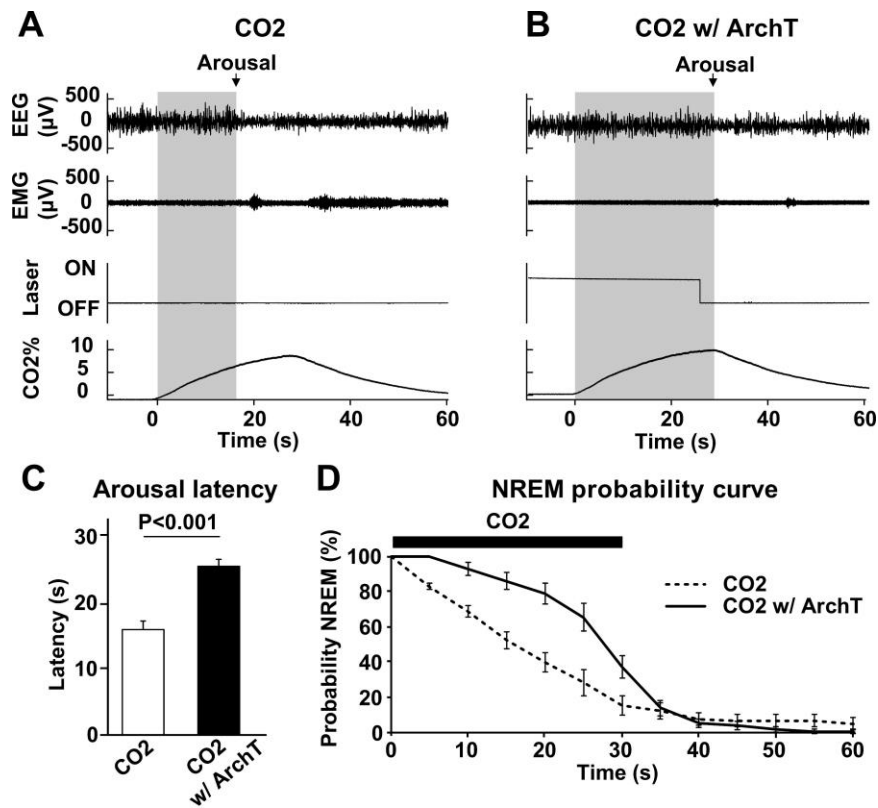 A CO2
Arousal
EEG (µV)
500
0
-500
EMG (µV)
500
0
-500
Laser
ON
OFF
CO2%
10
5
0
0 20 40 60
Time (s)
B CO2 w/ ArchT
Arousal
0 20 40 60
Time (s)
C Arousal latency
P<0.001
Latency (s)
30
20
10
0
CO2
CO2
w/ ArchT
D NREM probability curve
CO2
Probability NREM (%)
100
80
60
40
20
0
CO2
CO2 w/ ArchT
0 10 20 30 40 50 60
Time (s)